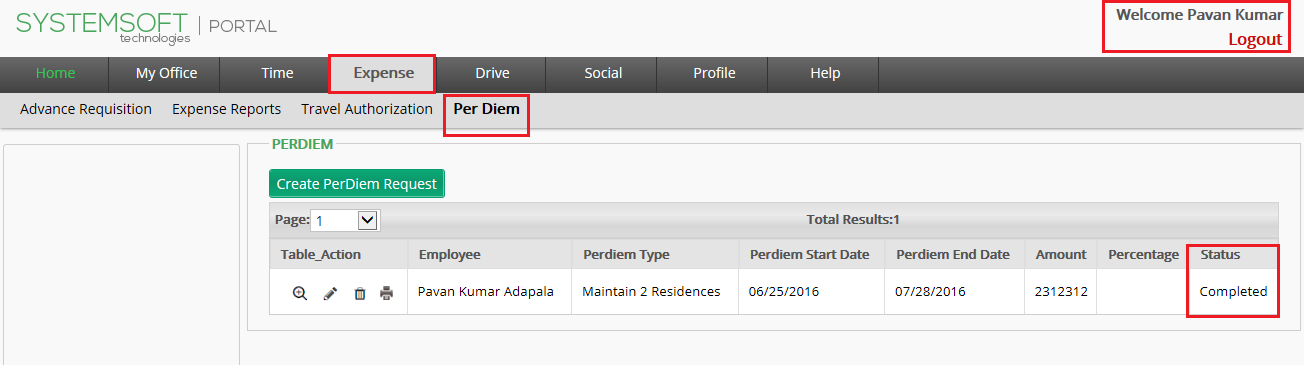 SYSTEMSOFT
technologies
PORTAL
Welcome Pavan Kumar
Logout
Home My Office Time Expense Drive Social Profile Help
Advance Requisition Expense Reports Travel Authorization Per Diem
PERDIEM
Create PerDiem Request
Page: 1 Total Results:1
Table_Action Employee Perdiem Type Perdiem Start Date Perdiem End Date Amount Percentage Status
Pavan Kumar Adapala Maintain 2 Residences 06/25/2016 07/28/2016 2312312 Completed